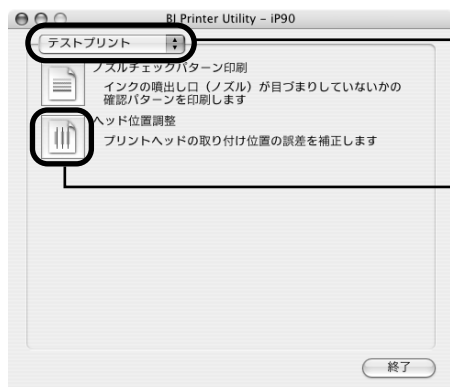 BJ Printer Utility – iP90
テストプリント
ノズルチェックパターン印刷
インクの噴出し口（ノズル）が目づまりしていないかの
確認パターンを印刷します
ヘッド位置調整
プリントヘッドの取り付け位置の誤差を補正します
終了